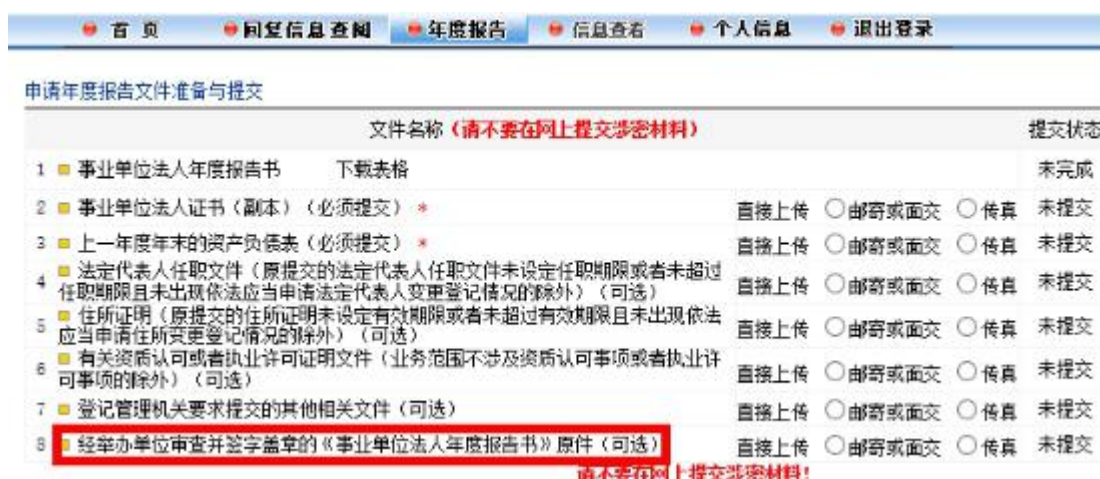 首 页 回复信息查阅 年度报告 信息查看 个人信息 退出登录
申请年度报告文件准备与提交
文件名称（请不要在网上提交涉密材料） 提交状态
1 事业单位法人年度报告书 下载表格 未完成
2 事业单位法人证书（副本）（必须提交） * 直接上传 邮寄或面交 传真 未提交
3 上一年度年末的资产负债表（必须提交） * 直接上传 邮寄或面交 传真 未提交
4 法定代表人任职文件（原提交的法定代表人任职文件未设定任职期限或者未超过
任职期限且未出现依法应当申请法定代表人变更登记情况的除外）（可选） 直接上传 邮寄或面交 传真 未提交
5 住所证明（原提交的住所证明未设定有效期限或者未超过有效期限且未出现依法
应当申请住所变更登记情况的除外）（可选） 直接上传 邮寄或面交 传真 未提交
6 有关资质认可或者执业许可证明文件（业务范围不涉及资质认可事项或者执业许
可事项的除外）（可选） 直接上传 邮寄或面交 传真 未提交
7 登记管理机关要求提交的其他相关文件（可选） 直接上传 邮寄或面交 传真 未提交
8 经举办单位审查并签字盖章的《事业单位法人年度报告书》原件（可选） 直接上传 邮寄或面交 传真 未提交
请不要在网上提交涉密材料！